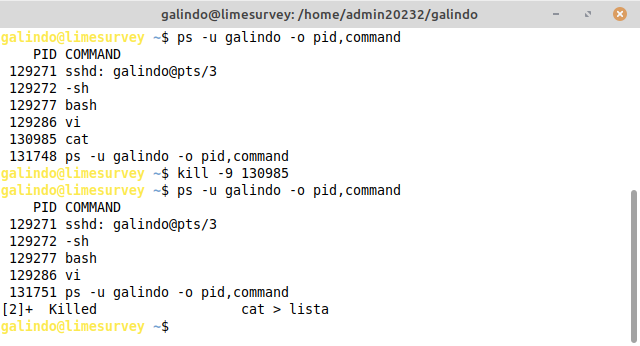 galindo@limesurvey: /home/admin20232/galindo
galindo@limesurvey ~$ ps -u galindo -o pid,command
    PID COMMAND
 129271 sshd: galindo@pts/3
 129272 -sh
 129277 bash
 129286 vi
 130985 cat
 131748 ps -u galindo -o pid,command
galindo@limesurvey ~$ kill -9 130985
galindo@limesurvey ~$ ps -u galindo -o pid,command
    PID COMMAND
 129271 sshd: galindo@pts/3
 129272 -sh
 129277 bash
 129286 vi
 131751 ps -u galindo -o pid,command
[2]+  Killed                  cat > lista
galindo@limesurvey ~$